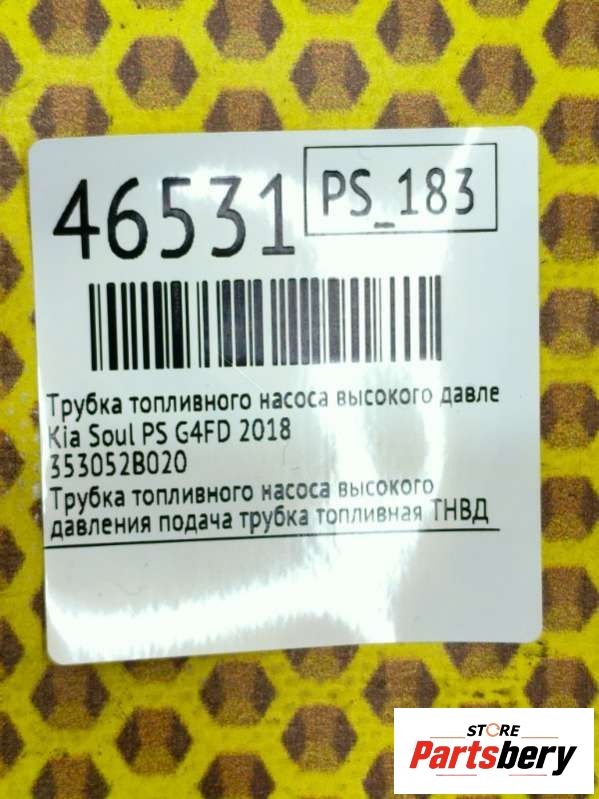 46531
PS_183
Трубка топливного насоса высокого давле
Kia Soul PS G4FD 2018
353052B020
Трубка топливного насоса высокого
давления подача трубка топливная ТНВД
STORE
Partsbery